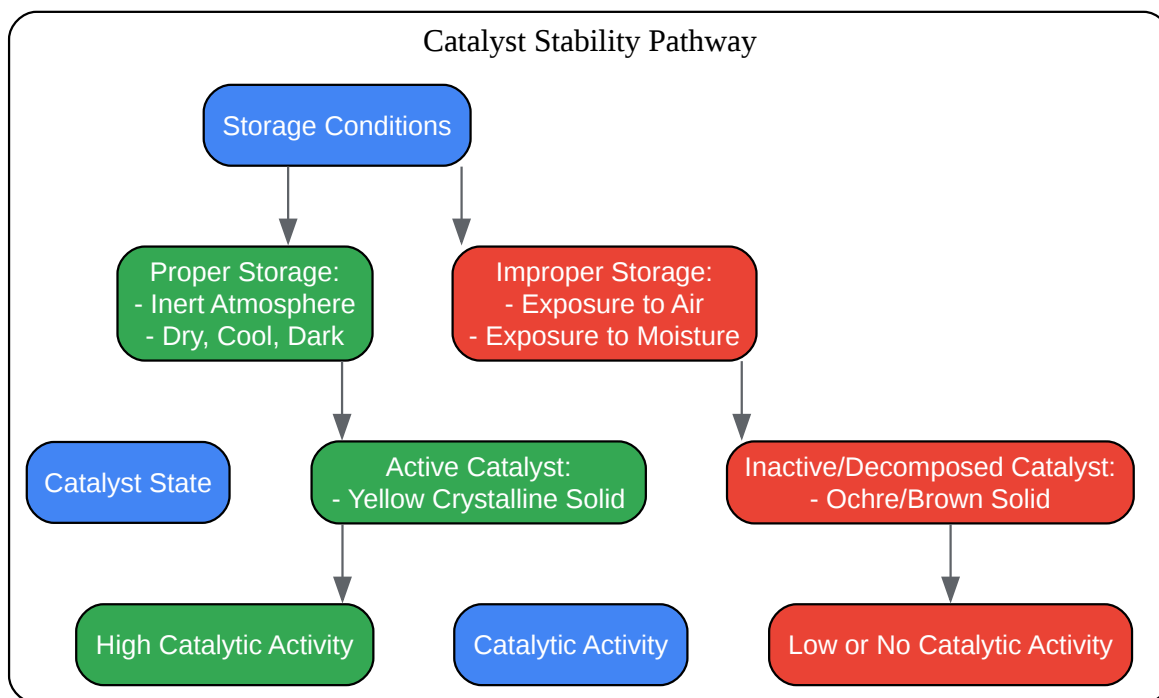 Catalyst Stability Pathway
Storage Conditions
Proper Storage:
- Inert Atmosphere
- Dry, Cool, Dark
Improper Storage:
- Exposure to Air
- Exposure to Moisture
Catalyst State
Active Catalyst:
- Yellow Crystalline Solid
Inactive/Decomposed Catalyst:
- Ochre/Brown Solid
High Catalytic Activity
Catalytic Activity
Low or No Catalytic Activity